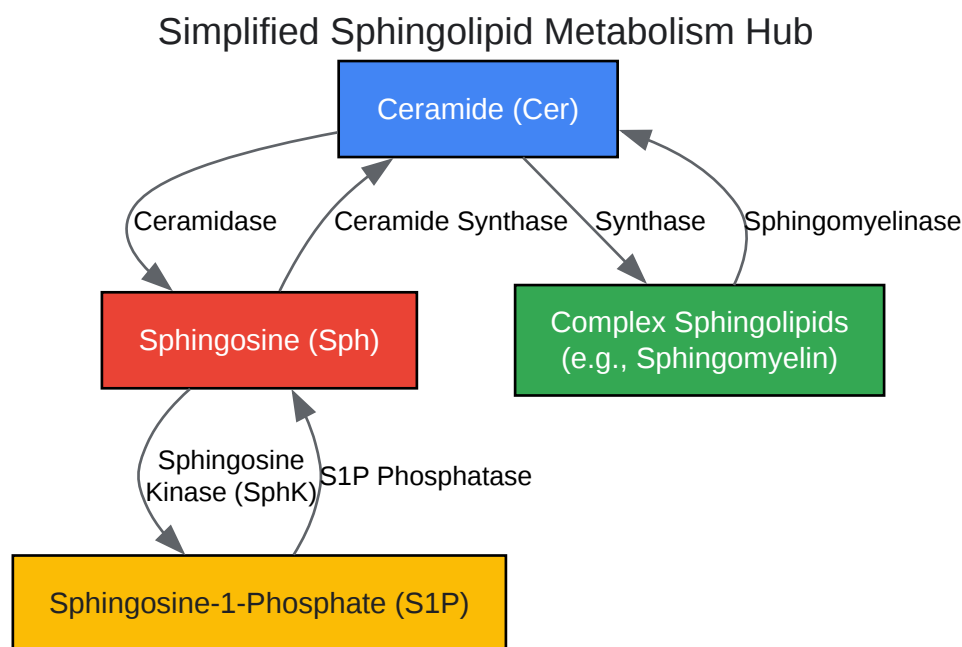 Simplified Sphingolipid Metabolism Hub
Ceramide (Cer)
Ceramidase
Ceramide Synthase
Synthase
Sphingomyelinase
Sphingosine (Sph)
Complex Sphingolipids
(e.g., Sphingomyelin)
Sphingosine
Kinase (SphK)
S1P Phosphatase
Sphingosine-1-Phosphate (S1P)